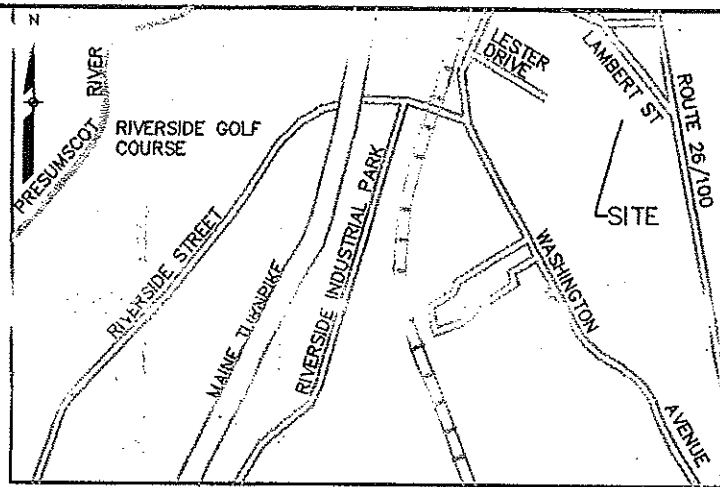 N
PRESUMSCOT RIVER
RIVERSIDE GOLF
COURSE
RIVERSIDE STREET
MAINE TURNPIKE
RIVERSIDE INDUSTRIAL PARK
LESTER
DRIVE
LAMBERT ST
ROUTE 26/100
SITE
WASHINGTON
AVENUE